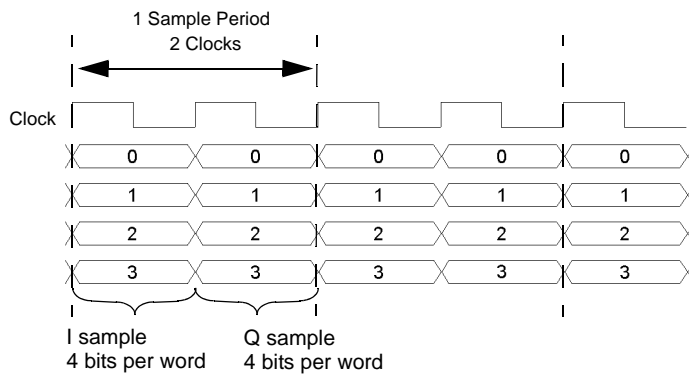 1 Sample Period
2 Clocks
Clock
0 0 0 0 0
1 1 1 1 1
2 2 2 2 2
3 3 3 3 3
I sample
4 bits per word
Q sample
4 bits per word